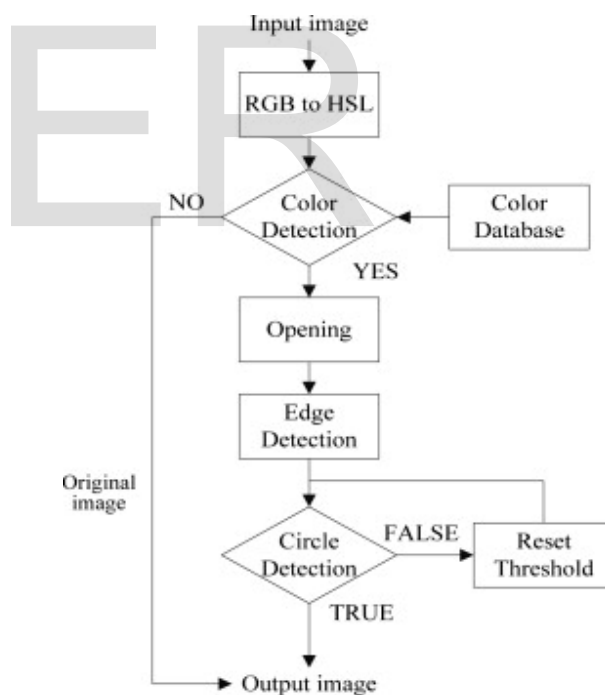 ER
Input image
RGB to HSL
NO
Color
Detection
Color
Database
YES
Opening
Edge
Detection
Original
image
Circle
Detection
FALSE
Reset
Threshold
TRUE
Output image